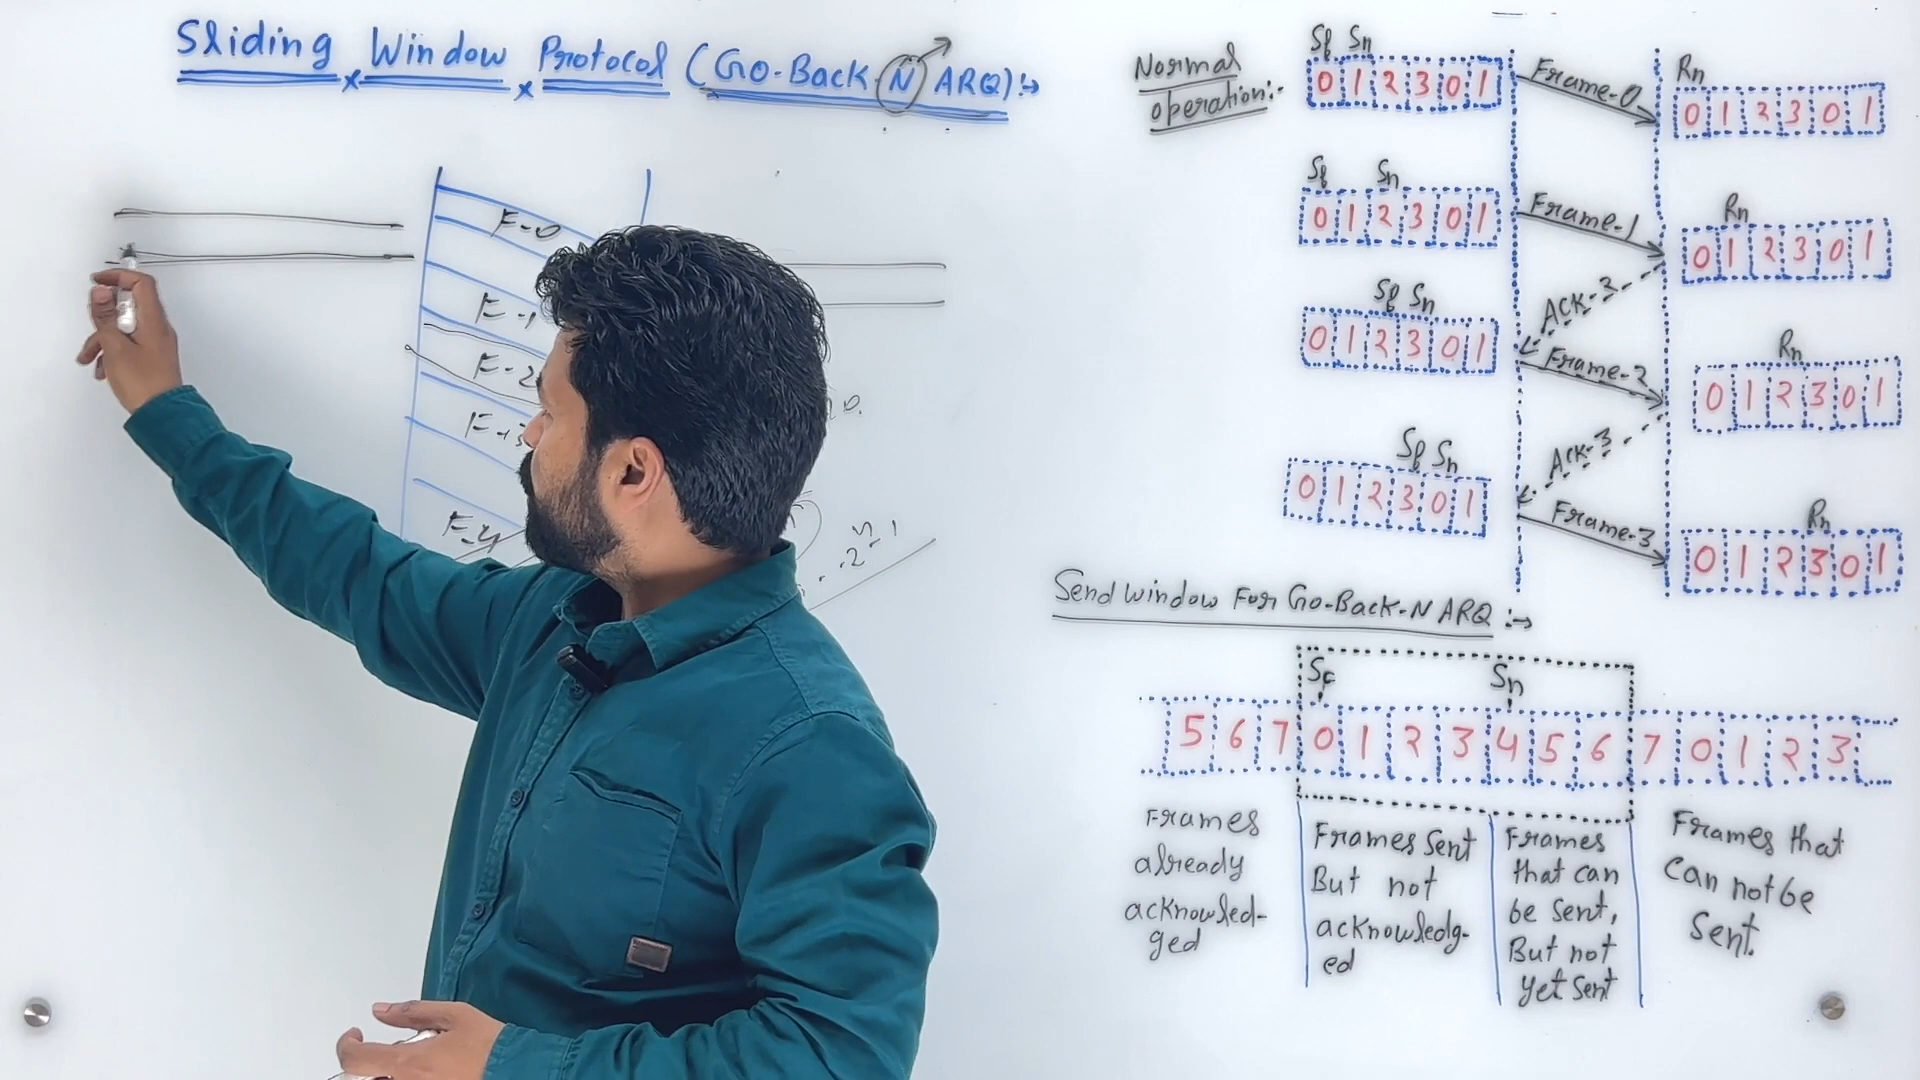 Sliding Window Protocol (Go-Back-N ARQ):→
F-0
F-1
F-2
F-3
F-4
2ⁿ-1
Normal
operation:-
Sf Sn
0 1 2 3 0 1
Frame-0
Rn
0 1 2 3 0 1
Sf Sn
0 1 2 3 0 1
Frame-1
Rn
0 1 2 3 0 1
ACK-2
Sf Sn
0 1 2 3 0 1
Frame-2
Rn
0 1 2 3 0 1
ACK-3
Sf Sn
0 1 2 3 0 1
Frame-3
Rn
0 1 2 3 0 1
Send window For Go-Back-N ARQ :→
Sf Sn
5 6 7 0 1 2 3 4 5 6 7 0 1 2 3
Frames
already
acknowled-
ged
Frames Sent
But not
acknowledg-
ed
Frames
that can
be sent,
But not
yet sent
Frames that
Can not be
Sent.